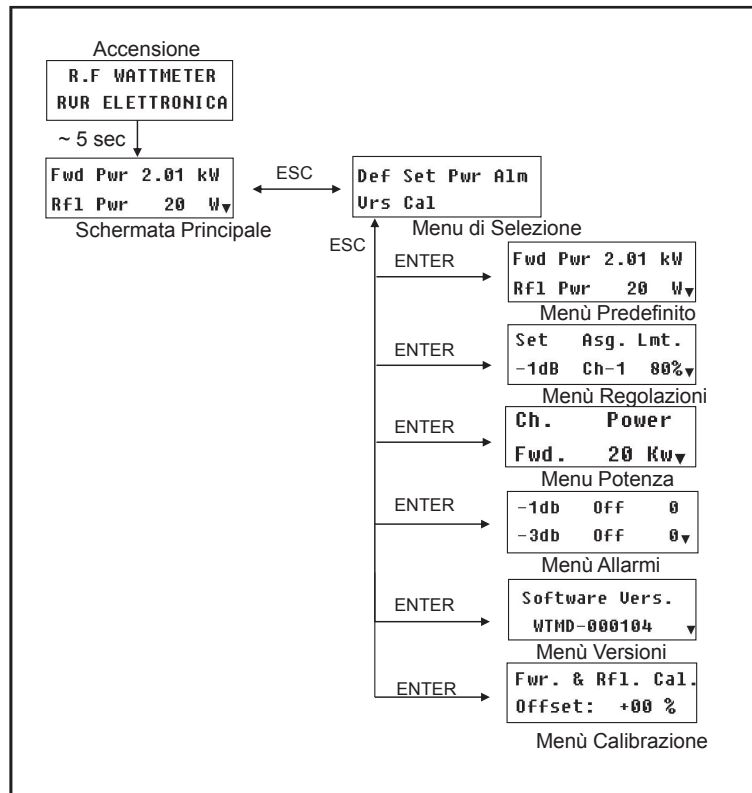 Accensione
R.F WATTMETER
RVR ELETTRONICA
~ 5 sec
Fwd Pwr 2.01 kW
Rfl Pwr 20 W▼
Schermata Principale
ESC
Def Set Pwr Alm
Vrs Cal
Menu di Selezione
ESC
ENTER
Fwd Pwr 2.01 kW
Rfl Pwr 20 W▼
Menù Predefinito
ENTER
Set Asg. Lmt.
-1dB Ch-1 80%▼
Menù Regolazioni
ENTER
Ch. Power
Fwd. 20 Kw▼
Menu Potenza
ENTER
-1db Off 0
-3db Off 0▼
Menù Allarmi
ENTER
Software Vers.
WTMD-000104 ▼
Menù Versioni
ENTER
Fwr. & Rfl. Cal.
Offset: +00 %
Menù Calibrazione